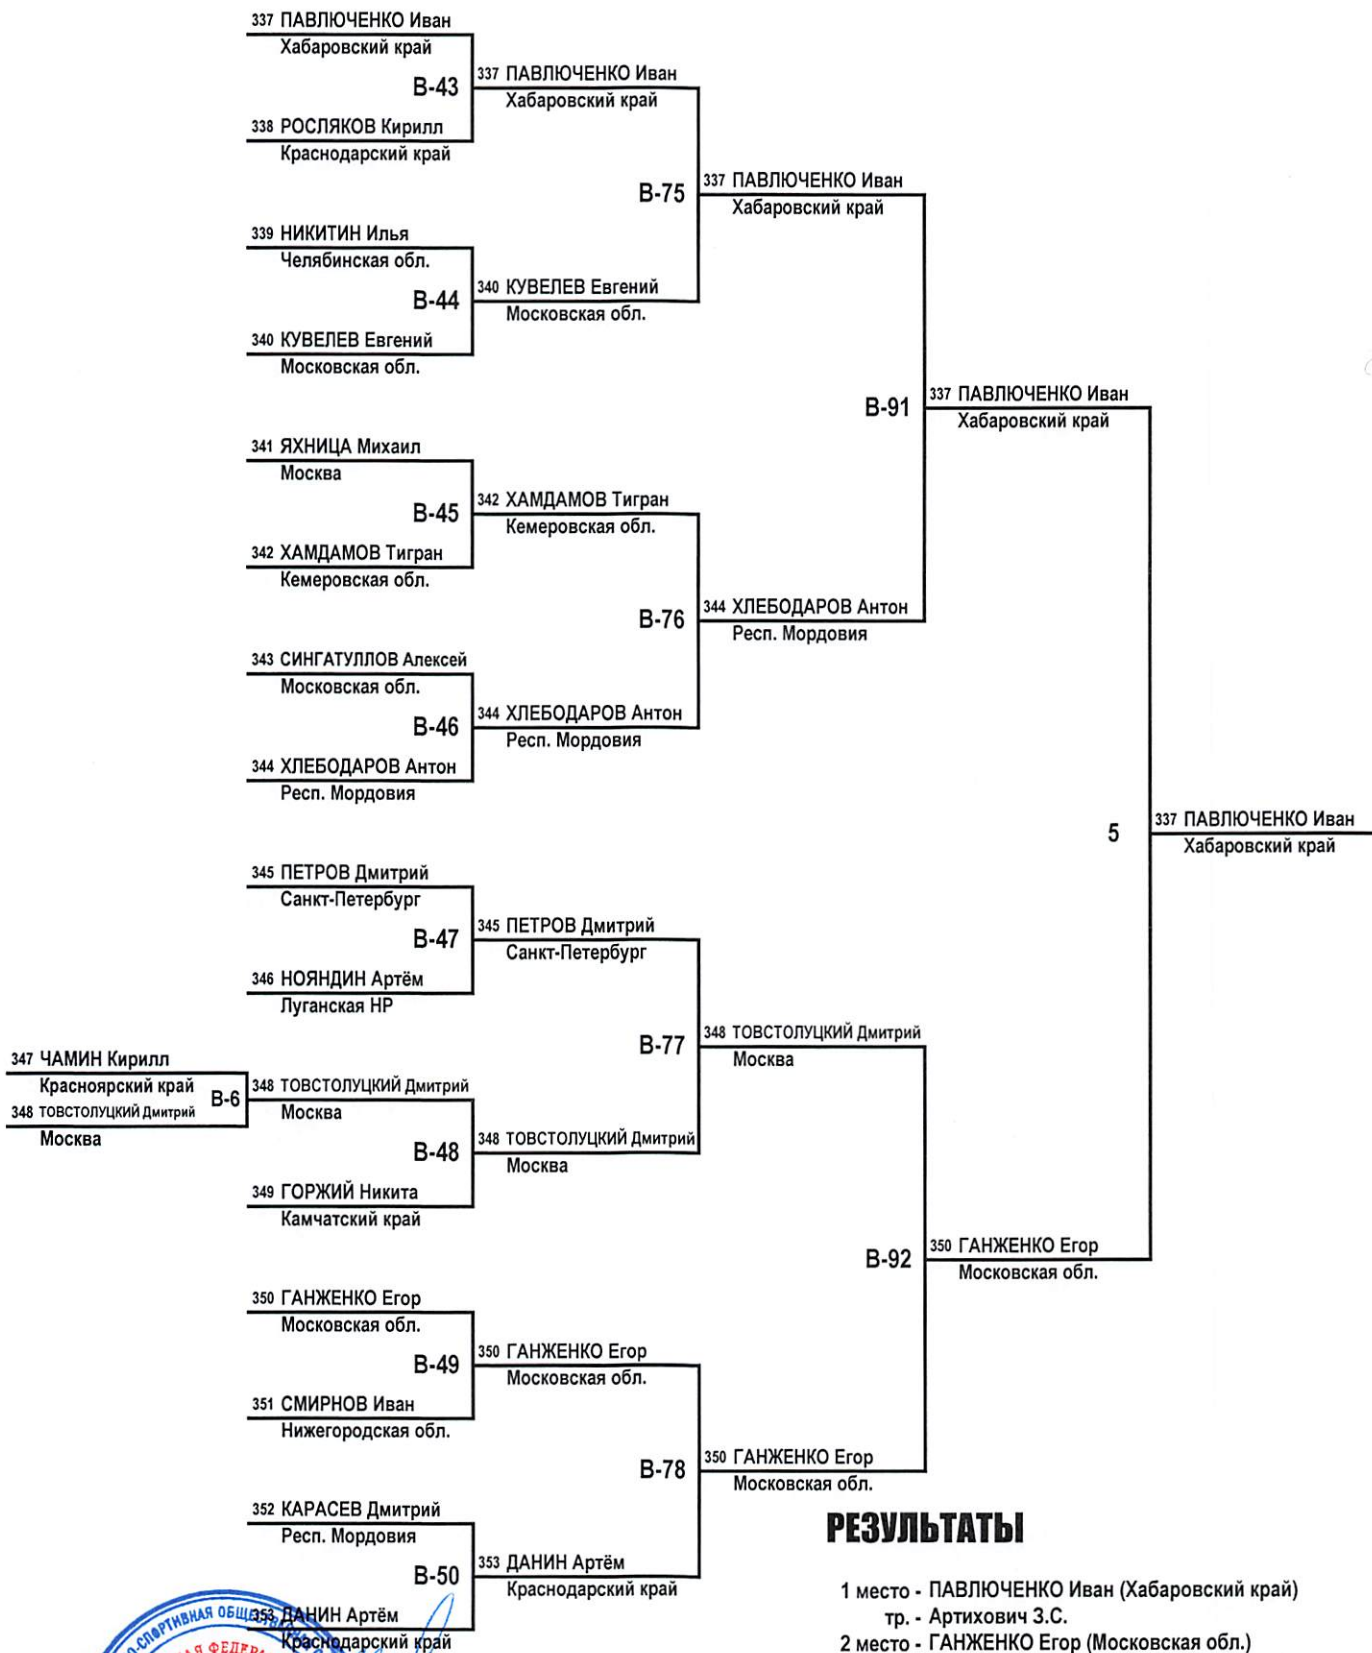 337 ПАВЛЮЧЕНКО Иван
Хабаровский край
В-43
337 ПАВЛЮЧЕНКО Иван
Хабаровский край
338 РОСЛЯКОВ Кирилл
Краснодарский край
В-75
337 ПАВЛЮЧЕНКО Иван
Хабаровский край
339 НИКИТИН Илья
Челябинская обл.
В-44
340 КУВЕЛЕВ Евгений
Московская обл.
340 КУВЕЛЕВ Евгений
Московская обл.
В-91
337 ПАВЛЮЧЕНКО Иван
Хабаровский край
341 ЯХНИЦА Михаил
Москва
В-45
342 ХАМДАМОВ Тигран
Кемеровская обл.
342 ХАМДАМОВ Тигран
Кемеровская обл.
В-76
344 ХЛЕБОДАРОВ Антон
Респ. Мордовия
343 СИНГАТУЛЛОВ Алексей
Московская обл.
В-46
344 ХЛЕБОДАРОВ Антон
Респ. Мордовия
344 ХЛЕБОДАРОВ Антон
Респ. Мордовия
5
337 ПАВЛЮЧЕНКО Иван
Хабаровский край
345 ПЕТРОВ Дмитрий
Санкт-Петербург
В-47
345 ПЕТРОВ Дмитрий
Санкт-Петербург
346 НОЯНДИН Артём
Луганская НР
В-77
348 ТОВСТОЛУЦКИЙ Дмитрий
Москва
347 ЧАМИН Кирилл
Красноярский край
В-6
348 ТОВСТОЛУЦКИЙ Дмитрий
Москва
348 ТОВСТОЛУЦКИЙ Дмитрий
Москва
В-48
348 ТОВСТОЛУЦКИЙ Дмитрий
Москва
349 ГОРЖИЙ Никита
Камчатский край
В-92
350 ГАНЖЕНКО Егор
Московская обл.
350 ГАНЖЕНКО Егор
Московская обл.
В-49
350 ГАНЖЕНКО Егор
Московская обл.
351 СМИРНОВ Иван
Нижегородская обл.
В-78
350 ГАНЖЕНКО Егор
Московская обл.
352 КАРАСЕВ Дмитрий
Респ. Мордовия
В-50
353 ДАНИН Артём
Краснодарский край
353 ДАНИН Артём
Краснодарский край
РЕЗУЛЬТАТЫ
1 место - ПАВЛЮЧЕНКО Иван (Хабаровский край)
тр. - Артихович З.С.
2 место - ГАНЖЕНКО Егор (Московская обл.)